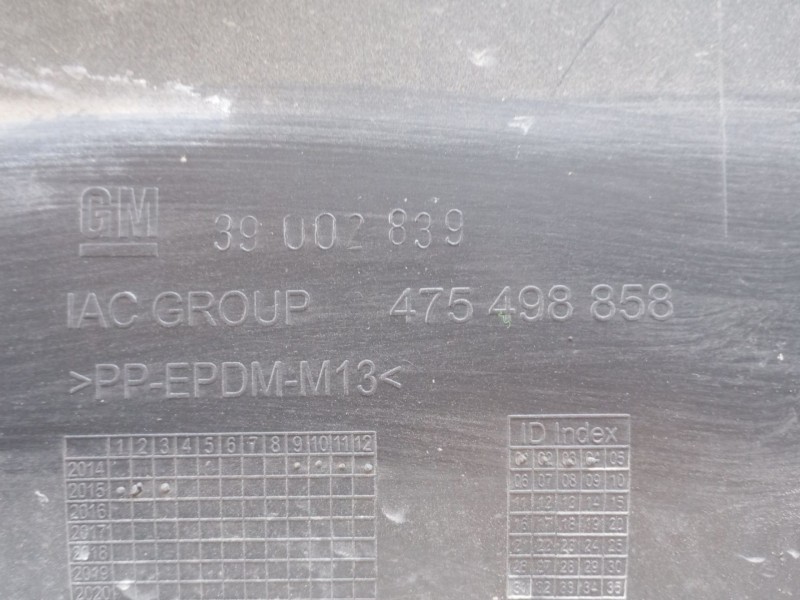 GM 39 002 839
IAC GROUP 475 498 858
>PP-EPDM-M13<
1 2 3 4 5 6 7 8 9 10 11 12
2014
2015
2016
2017
2018
2019
2020
ID Index
02 03 05
06 07 08 09 10
11 12 13 14 15
16 17 18 19 20
22 23 24 25
26 27 28 29 30
31 32 33 34 35